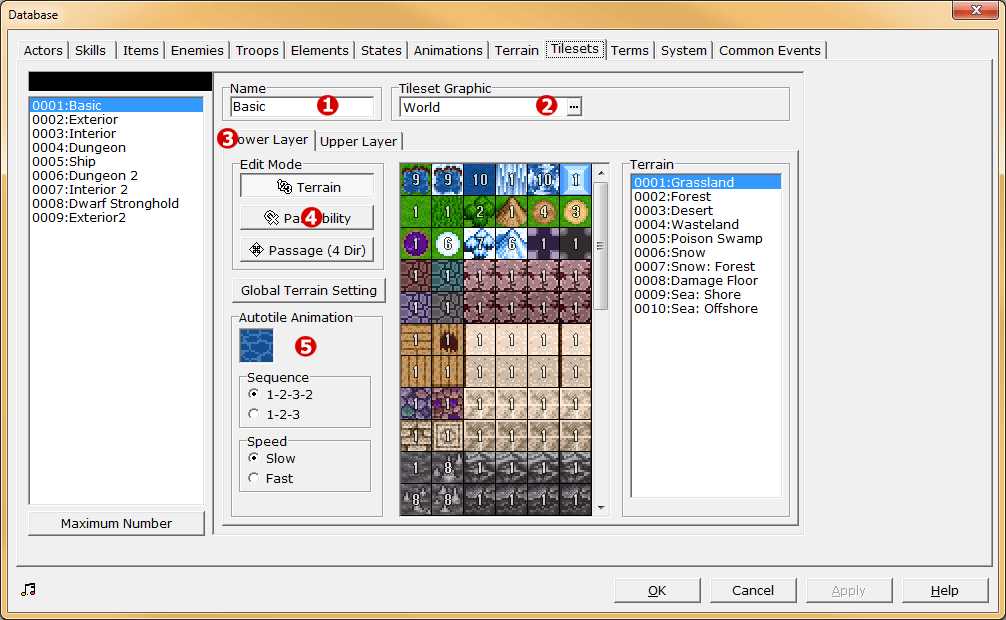 Database
Actors Skills Items Enemies Troops Elements States Animations Terrain Tilesets Terms System Common Events
0001:Basic
0002:Exterior
0003:Interior
0004:Dungeon
0005:Ship
0006:Dungeon 2
0007:Interior 2
0008:Dwarf Stronghold
0009:Exterior2
Maximum Number
Name
Basic 1
Tileset Graphic
World 2 ...
3 ower Layer Upper Layer
Edit Mode
Terrain
Pa 4 bility
Passage (4 Dir)
Global Terrain Setting
Autotile Animation
5
Sequence
1-2-3-2
1-2-3
Speed
Slow
Fast
9 9 10 1 10 1
1 1 2 1 4 3
1 6 7 6 1 1
1 1 1 1 1 1
1 1 1 1 1 1
1 1 1 1 1 1
1 1 1 1 1 1
1 1 1 1 1 1
1 1 1 1 1 1
1 8 1 1 1 1
8 8 1 1 1 1
Terrain
0001:Grassland
0002:Forest
0003:Desert
0004:Wasteland
0005:Poison Swamp
0006:Snow
0007:Snow: Forest
0008:Damage Floor
0009:Sea: Shore
0010:Sea: Offshore
OK Cancel Apply Help